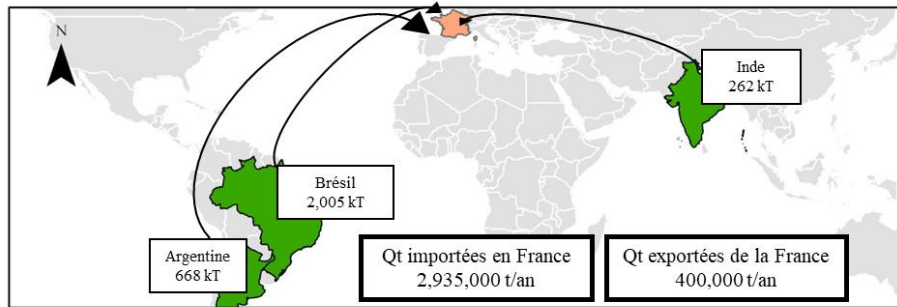 N
Inde
262 kT
Brésil
2,005 kT
Argentine
668 kT
Qt importées en France
2,935,000 t/an
Qt exportées de la France
400,000 t/an